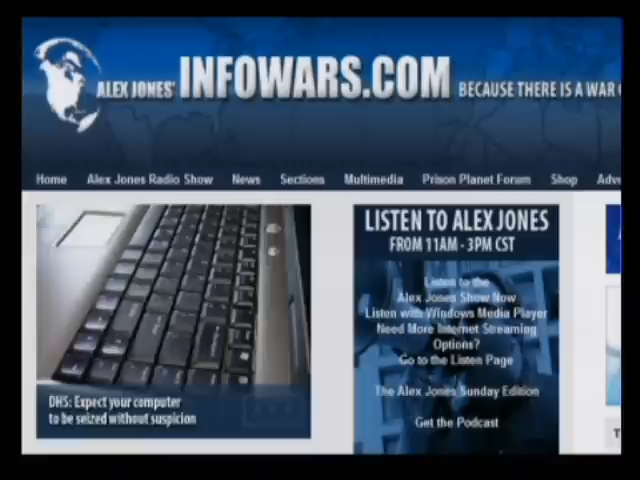 ALEX JONES' INFOWARS.COM BECAUSE THERE IS A WAR
Home Alex Jones Radio Show News Sections Multimedia Prison Planet Forum Shop Adv
LISTEN TO ALEX JONES
FROM 11AM - 3PM CST
Listen to the
Alex Jones Show Now
Listen with Windows Media Player
Need More Internet Streaming
Options?
Go to the Listen Page
The Alex Jones Sunday Edition
Get the Podcast
DHS: Expect your computer
to be seized without suspicion